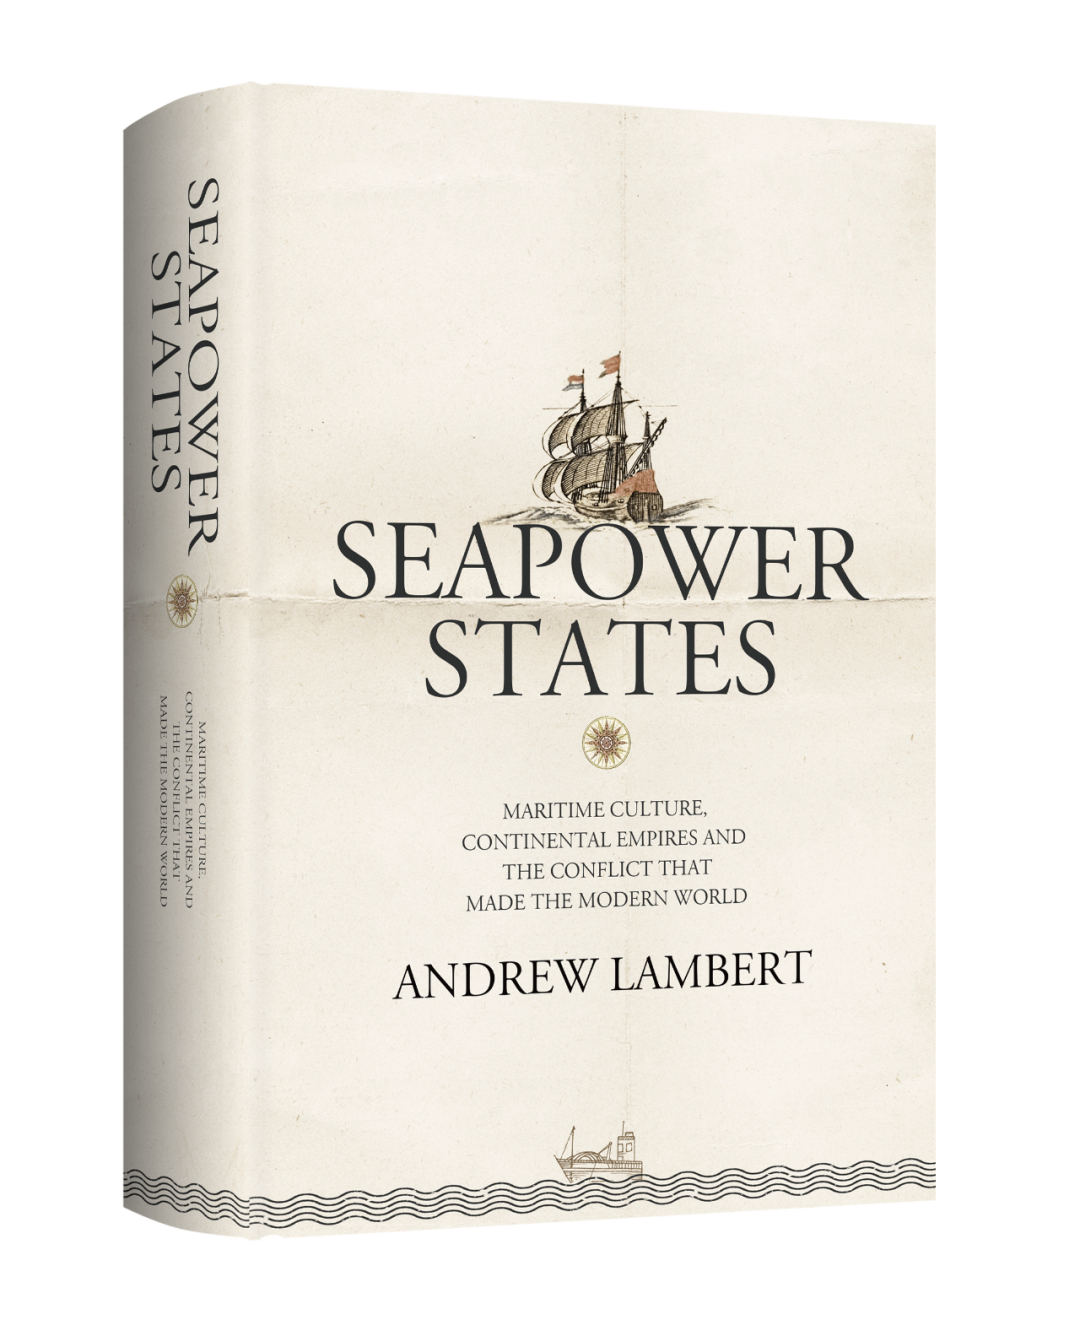 SEAPOWER
STATES
MARITIME CULTURE,
CONTINENTAL EMPIRES AND
THE CONFLICT THAT
MADE THE MODERN WORLD
SEAPOWER
STATES
MARITIME CULTURE,
CONTINENTAL EMPIRES AND
THE CONFLICT THAT
MADE THE MODERN WORLD
ANDREW LAMBERT